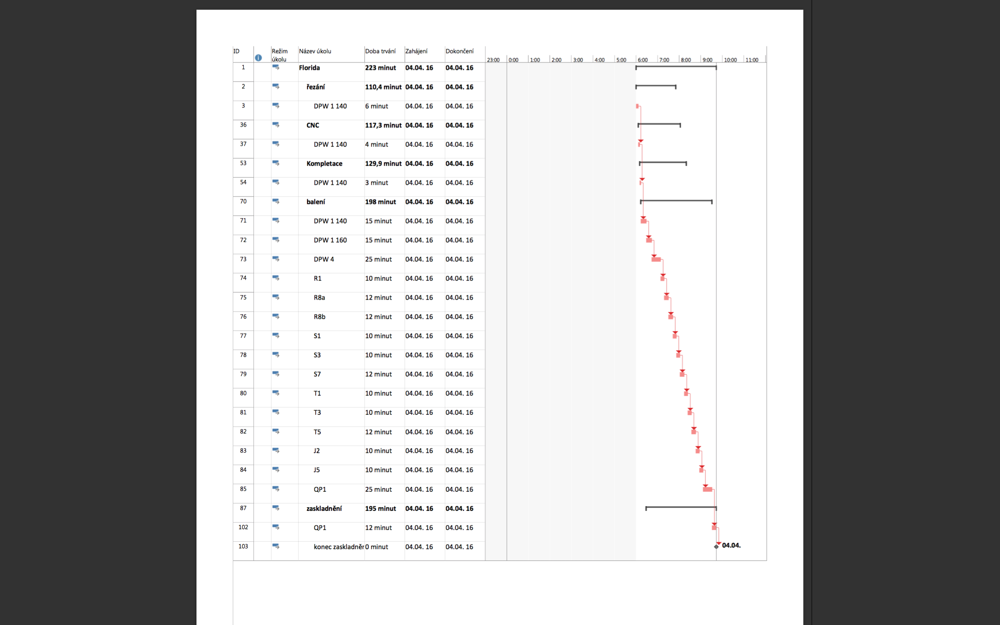 ID Režim úkolu Název úkolu Doba trvání Zahájení Dokončení
23:00 0:00 1:00 2:00 3:00 4:00 5:00 6:00 7:00 8:00 9:00 10:00 11:00
1 Florida 223 minut 04.04. 16 04.04. 16
2 řezání 110,4 minut 04.04. 16 04.04. 16
3 DPW 1 140 6 minut 04.04. 16 04.04. 16
36 CNC 117,3 minut 04.04. 16 04.04. 16
37 DPW 1 140 4 minut 04.04. 16 04.04. 16
53 Kompletace 129,9 minut 04.04. 16 04.04. 16
54 DPW 1 140 3 minut 04.04. 16 04.04. 16
70 balení 198 minut 04.04. 16 04.04. 16
71 DPW 1 140 15 minut 04.04. 16 04.04. 16
72 DPW 1 160 15 minut 04.04. 16 04.04. 16
73 DPW 4 25 minut 04.04. 16 04.04. 16
74 R1 10 minut 04.04. 16 04.04. 16
75 R8a 12 minut 04.04. 16 04.04. 16
76 R8b 12 minut 04.04. 16 04.04. 16
77 S1 10 minut 04.04. 16 04.04. 16
78 S3 10 minut 04.04. 16 04.04. 16
79 S7 12 minut 04.04. 16 04.04. 16
80 T1 10 minut 04.04. 16 04.04. 16
81 T3 10 minut 04.04. 16 04.04. 16
82 T5 12 minut 04.04. 16 04.04. 16
83 J2 10 minut 04.04. 16 04.04. 16
84 J5 10 minut 04.04. 16 04.04. 16
85 QP1 25 minut 04.04. 16 04.04. 16
87 zaskladnění 195 minut 04.04. 16 04.04. 16
102 QP1 12 minut 04.04. 16 04.04. 16
103 konec zaskladněn 0 minut 04.04. 16 04.04. 16 04.04.